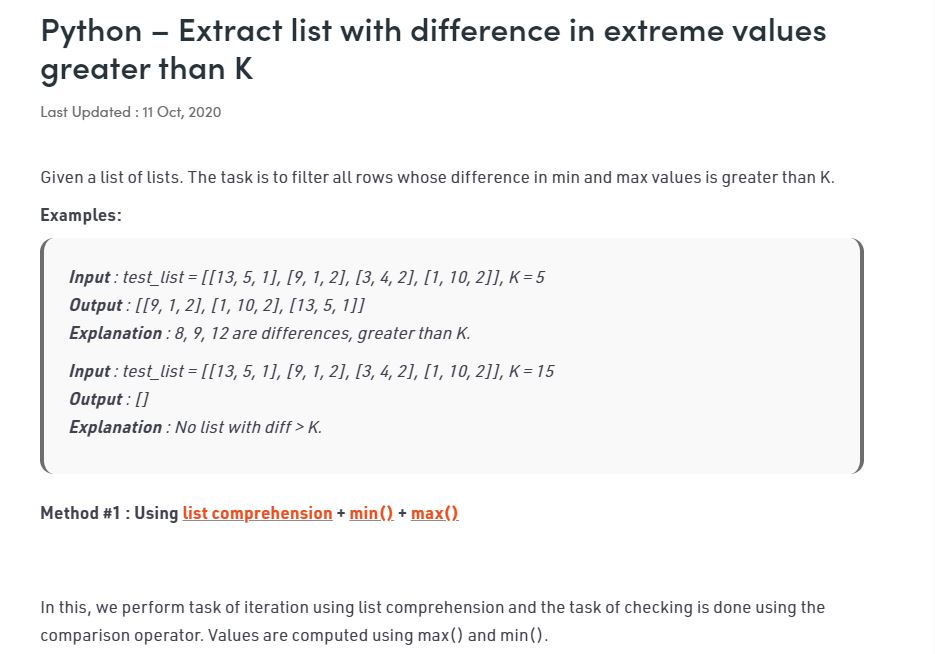 Python – Extract list with difference in extreme values
greater than K
Last Updated : 11 Oct, 2020
Given a list of lists. The task is to filter all rows whose difference in min and max values is greater than K.
Examples:
Input : test_list = [[13, 5, 1], [9, 1, 2], [3, 4, 2], [1, 10, 2]], K = 5
Output : [[9, 1, 2], [1, 10, 2], [13, 5, 1]]
Explanation : 8, 9, 12 are differences, greater than K.
Input : test_list = [[13, 5, 1], [9, 1, 2], [3, 4, 2], [1, 10, 2]], K = 15
Output : []
Explanation : No list with diff > K.
Method #1 : Using list comprehension + min() + max()
In this, we perform task of iteration using list comprehension and the task of checking is done using the
comparison operator. Values are computed using max() and min().